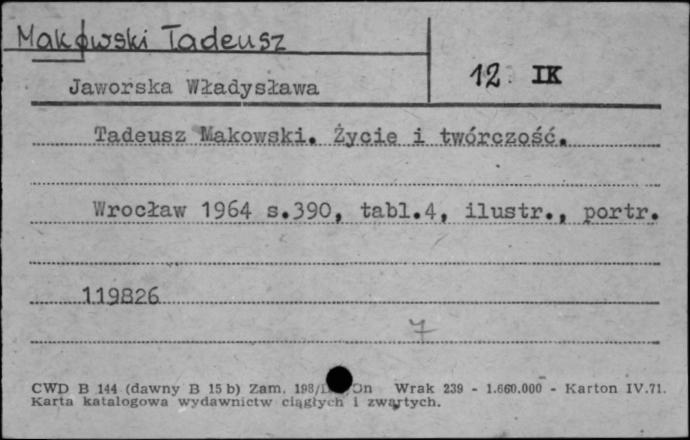 Makowski Tadeusz
12 IK
Jaworska Władysława
Tadeusz Makowski. Życie i twórczość.
Wrocław 1964 s.390, tabl.4, ilustr., portr.
119826
7
CWD B 144 (dawny B 15 b) Zam. 198/ On Wrak 239 - 1.660.000 - Karton IV.71.
Karta katalogowa wydawnictw ciągłych i zwartych.